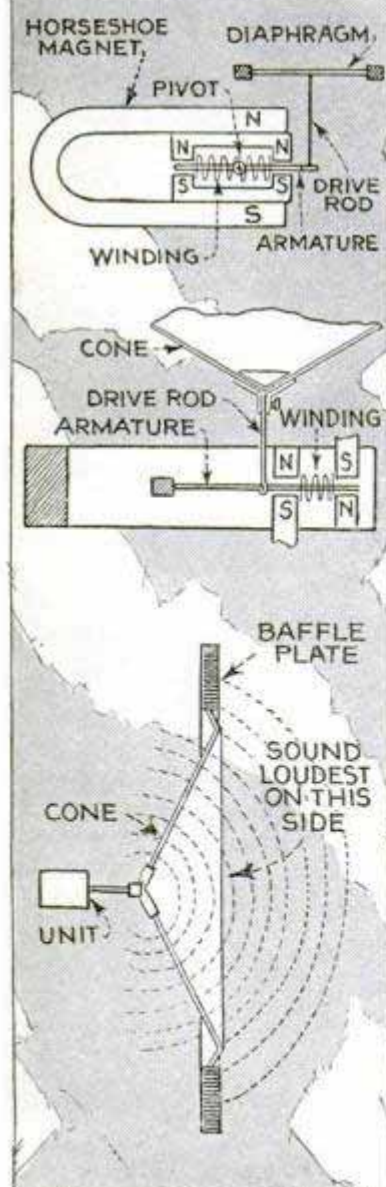 HORSESHOE
MAGNET
DIAPHRAGM
PIVOT
N
N
N
S
S
S
DRIVE
ROD
ARMATURE
WINDING
CONE
DRIVE ROD
ARMATURE
WINDING
N
S
S
N
BAFFLE
PLATE
SOUND
LOUDEST
ON THIS
SIDE
CONE
UNIT